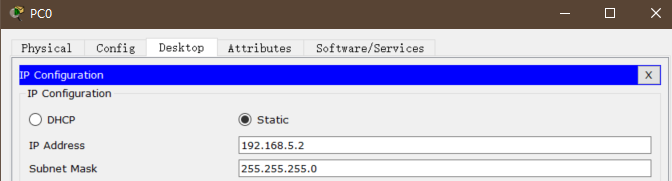 PC0
Physical Config Desktop Attributes Software/Services
IP Configuration X
IP Configuration
DHCP Static
IP Address 192.168.5.2
Subnet Mask 255.255.255.0